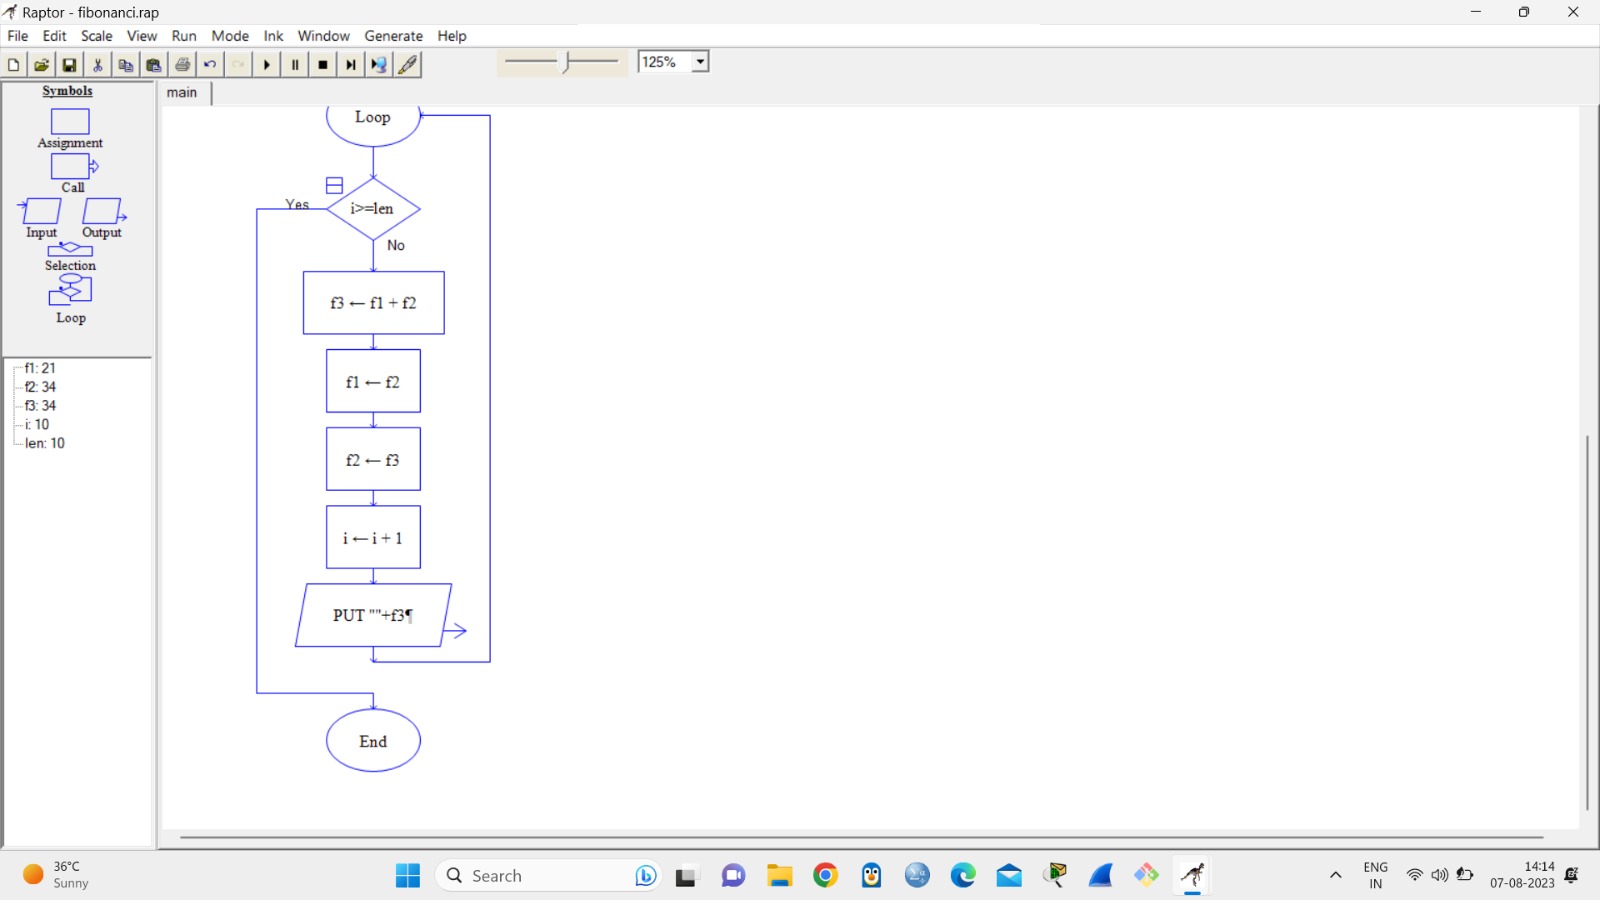 Raptor - fibonanci.rap
File Edit Scale View Run Mode Ink Window Generate Help
125%
Symbols
Assignment
Call
Input Output
Selection
Loop
f1: 21
f2: 34
f3: 34
i: 10
len: 10
main
Loop
Yes
i>=len
No
f3 ← f1 + f2
f1 ← f2
f2 ← f3
i ← i + 1
PUT ""+f3¶
End
36°C
Sunny
Search
ENG
IN
14:14
07-08-2023